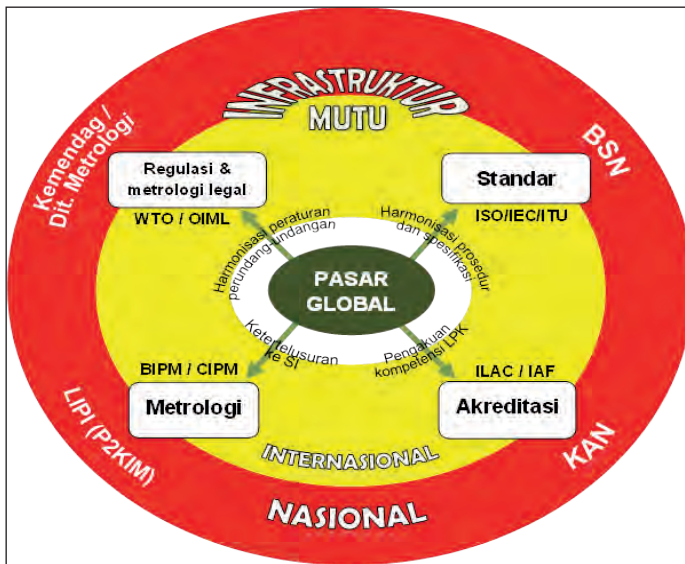 INFRASTRUKTUR
MUTU
Kemendag /
Dit. Metrologi
BSN
Regulasi &
metrologi legal
WTO / OIML
Standar
ISO/IEC/ITU
Harmonisasi peraturan
perundang-undangan
Harmonisasi prosedur
dan spesifikasi
PASAR
GLOBAL
Ketertelusuran
ke SI
Pengakuan
kompetensi LPK
BIPM / CIPM
Metrologi
ILAC / IAF
Akreditasi
LIPI (P2KIM)
KAN
INTERNASIONAL
NASIONAL